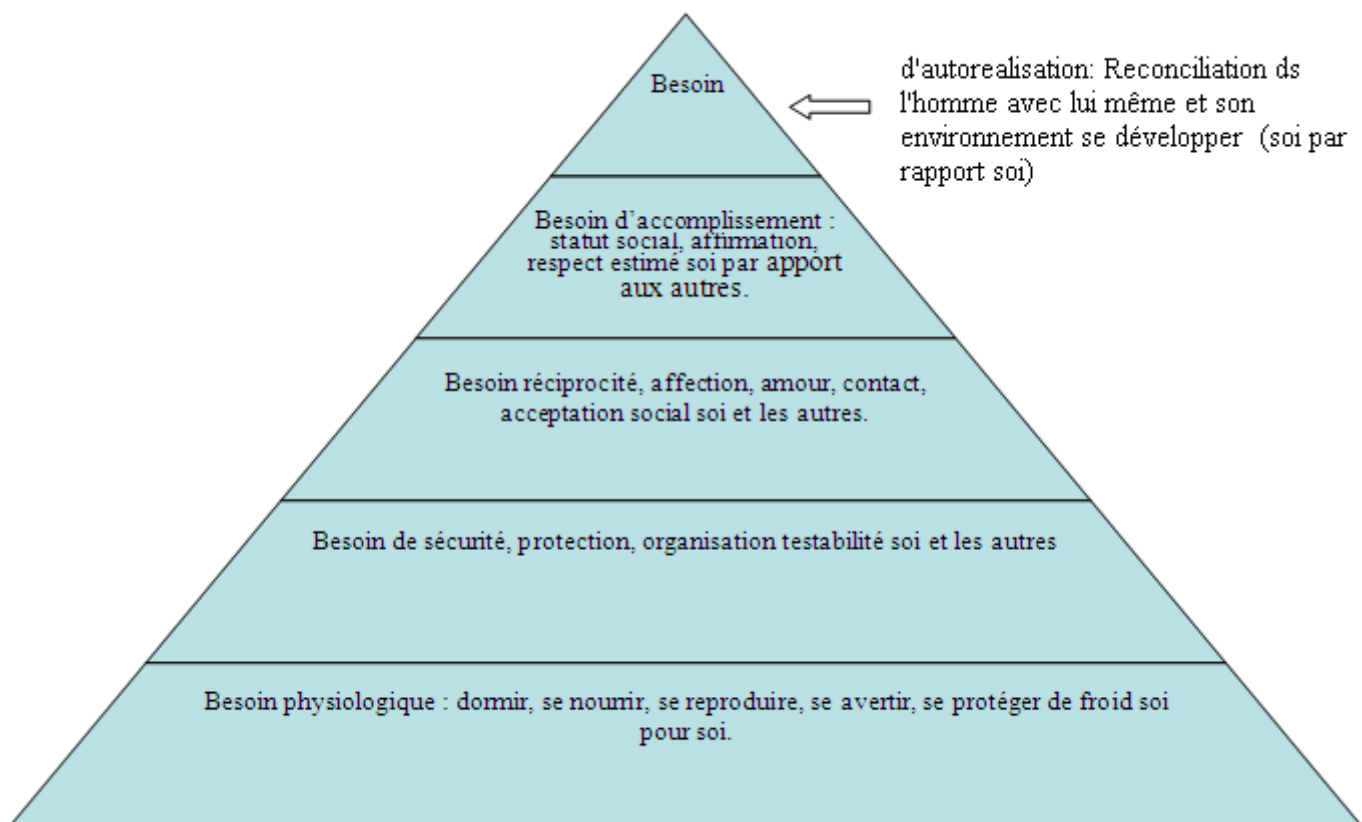 Besoin
d'autorealisation: Reconciliation ds
l'homme avec lui même et son
environnement se développer (soi par
rapport soi)
Besoin d'accomplissement :
statut social, affirmation,
respect estimé soi par apport
aux autres.
Besoin réciprocité, affection, amour, contact,
acceptation social soi et les autres.
Besoin de sécurité, protection, organisation testabilité soi et les autres
Besoin physiologique : dormir, se nourrir, se reproduire, se avertir, se protéger de froid soi
pour soi.